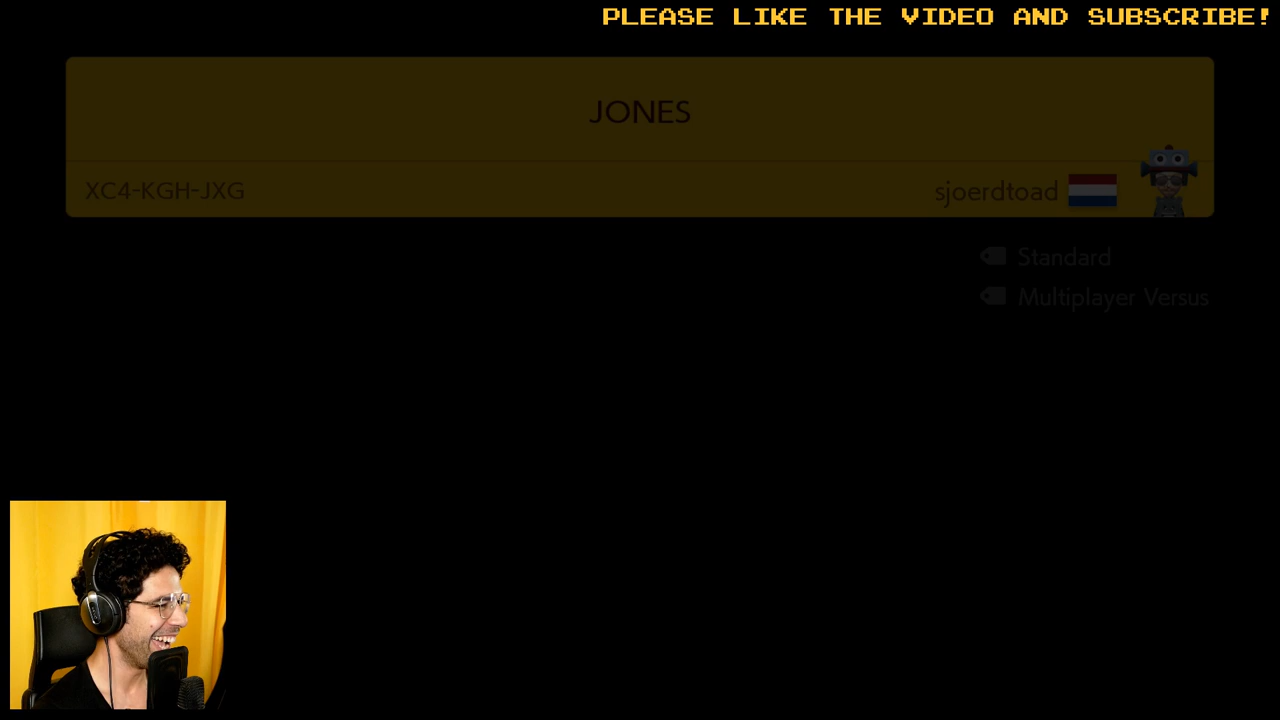 PLEASE LIKE THE VIDEO AND SUBSCRIBE!
JONES
XC4-KGH-JXG
sjoerdtoad
Standard
Multiplayer Versus